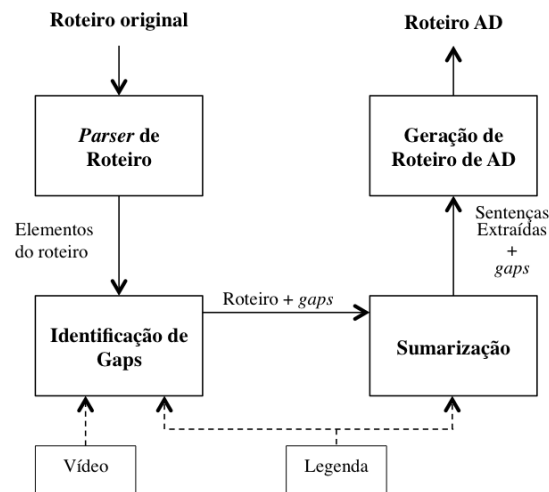 Roteiro original
Roteiro AD
Parser de
Roteiro
Geração de
Roteiro de AD
Elementos
do roteiro
Sentenças
Extraídas
+
gaps
Roteiro + gaps
Identificação de
Gaps
Sumarização
Vídeo
Legenda